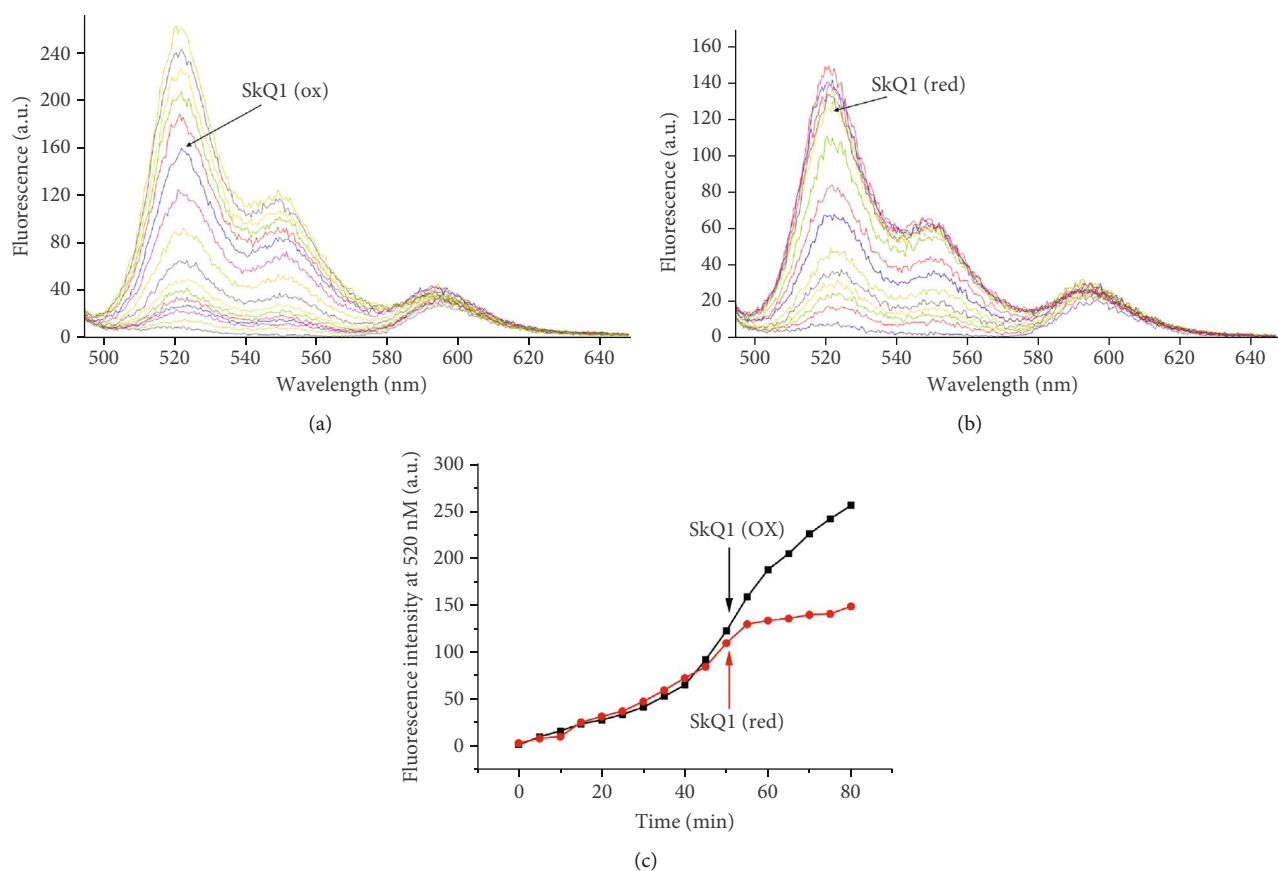 240
200
160
120
80
40
0
Fluorescence (a.u.)
SkQ1 (ox)
500 520 540 560 580 600 620 640
Wavelength (nm)
(a)
160
140
120
100
80
60
40
20
0
Fluorescence (a.u.)
SkQ1 (red)
500 520 540 560 580 600 620 640
Wavelength (nm)
(b)
300
250
200
150
100
50
0
Fluorescence intensity at 520 nM (a.u.)
SkQ1 (OX)
SkQ1 (red)
0 20 40 60 80
Time (min)
(c)